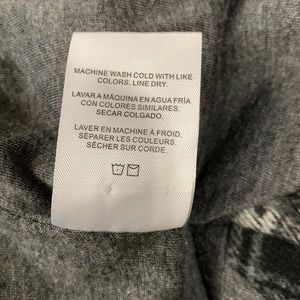 MACHINE WASH COLD WITH LIKE
COLORS. LINE DRY.
LAVAR A MÁQUINA EN AGUA FRÍA
CON COLORES SIMILARES.
SECAR COLGADO.
LAVER EN MACHINE À FROID,
SÉPARER LES COULEURS.
SÉCHER SUR CORDE.